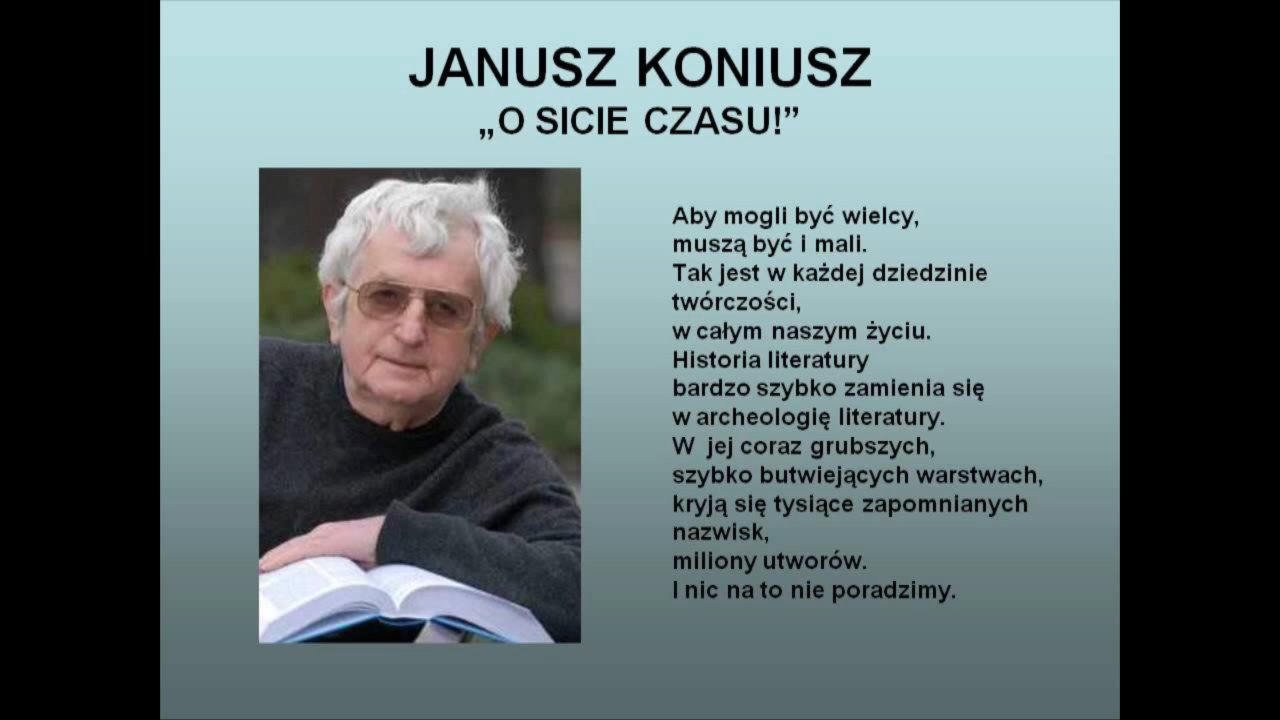 JANUSZ KONIUSZ
„O SICIE CZASU!”
Aby mogli być wielcy,
muszą być i mali.
Tak jest w każdej dziedzinie
twórczości,
w całym naszym życiu.
Historia literatury
bardzo szybko zamienia się
w archeologię literatury.
W jej coraz grubszych,
szybko butwiejących warstwach,
kryją się tysiące zapomnianych
nazwisk,
miliony utworów.
I nic na to nie poradzimy.